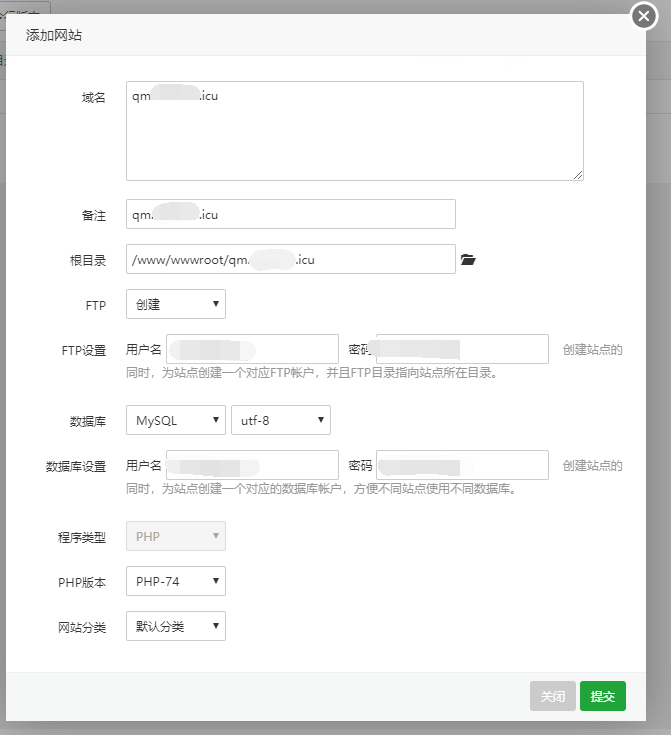 添加网站
域名
qm
.icu
备注
qm.
.icu
根目录
/www/wwwroot/qm.
.icu
FTP
创建
FTP设置
用户名
密码
创建站点的
同时，为站点创建一个对应FTP帐户，并且FTP目录指向站点所在目录。
数据库
MySQL
utf-8
数据库设置
用户名
密码
创建站点的
同时，为站点创建一个对应的数据库帐户，方便不同站点使用不同数据库。
程序类型
PHP
PHP版本
PHP-74
网站分类
默认分类
关闭
提交